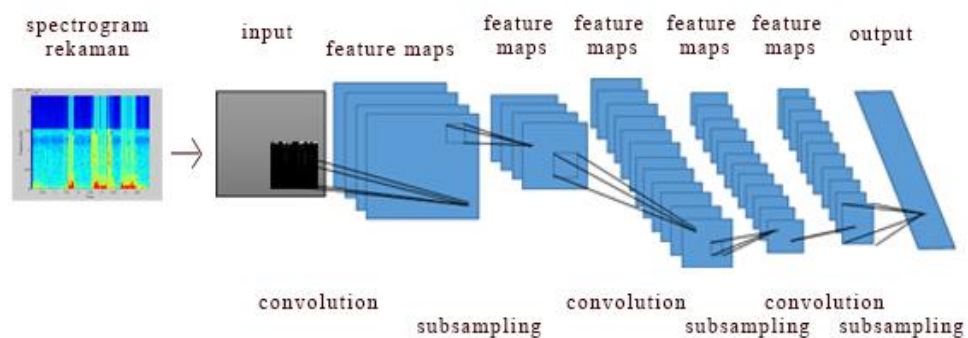 spectrogram
rekaman
input
feature maps
feature
maps
feature
maps
feature
maps
feature
maps
output
convolution
subsampling
convolution
subsampling
convolution
subsampling